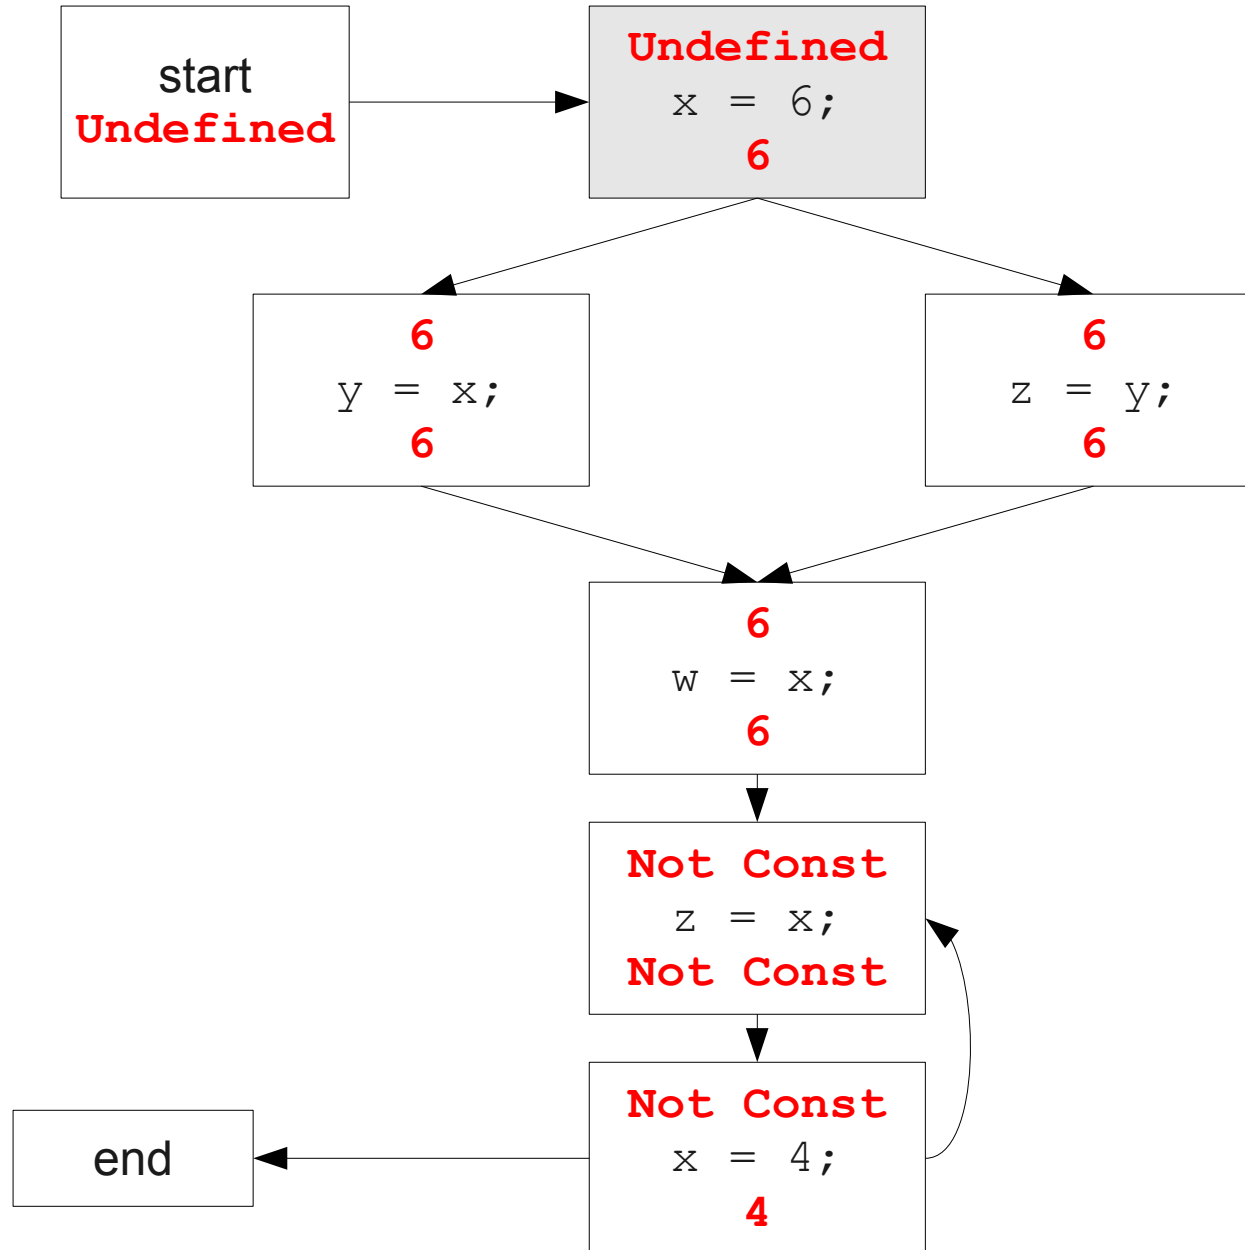 start
Undefined
Undefined
x = 6;
6
6
y = x;
6
6
z = y;
6
6
w = x;
6
Not Const
z = x;
Not Const
Not Const
x = 4;
4
end